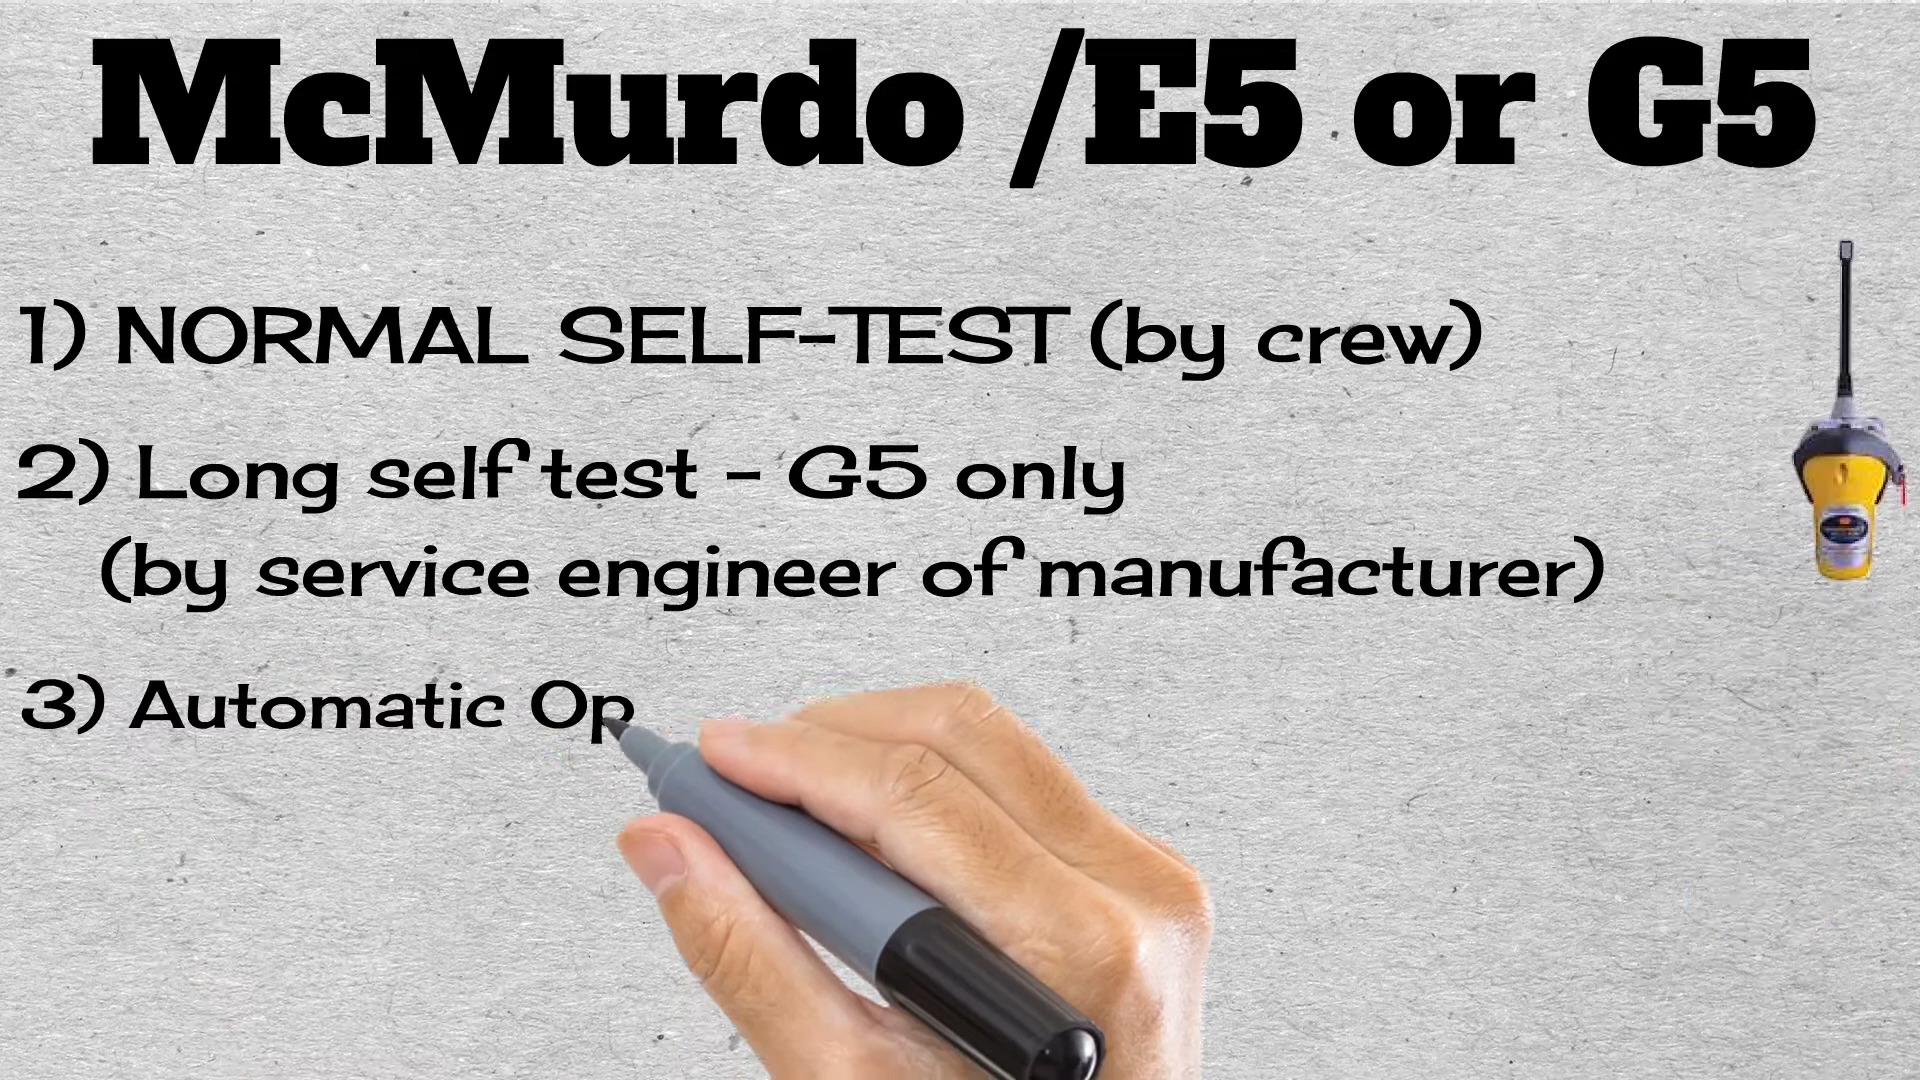 McMurdo /E5 or G5
1) NORMAL SELF-TEST (by crew)
2) Long self test - G5 only
(by service engineer of manufacturer)
3) Automatic Op